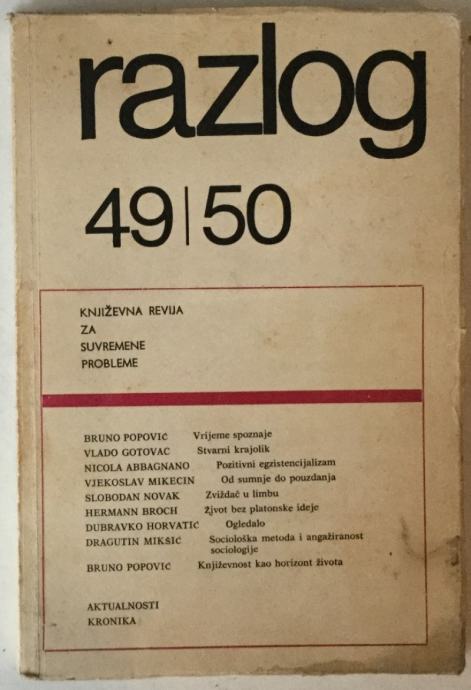 razlog
49|50
KNJIŽEVNA REVIJA
ZA
SUVREMENE
PROBLEME
BRUNO POPOVIĆ Vrijeme spoznaje
VLADO GOTOVAC Stvarni krajolik
NICOLA ABBAGNANO Pozitivni egzistencijalizam
VJEKOSLAV MIKECIN Od sumnje do pouzdanja
SLOBODAN NOVAK Zviždač u limbu
HERMANN BROCH Život bez platonske ideje
DUBRAVKO HORVATIĆ Ogledalo
DRAGUTIN MIKŠIĆ Sociološka metoda i angažiranost
sociologije
BRUNO POPOVIĆ Književnost kao horizont života
AKTUALNOSTI
KRONIKA